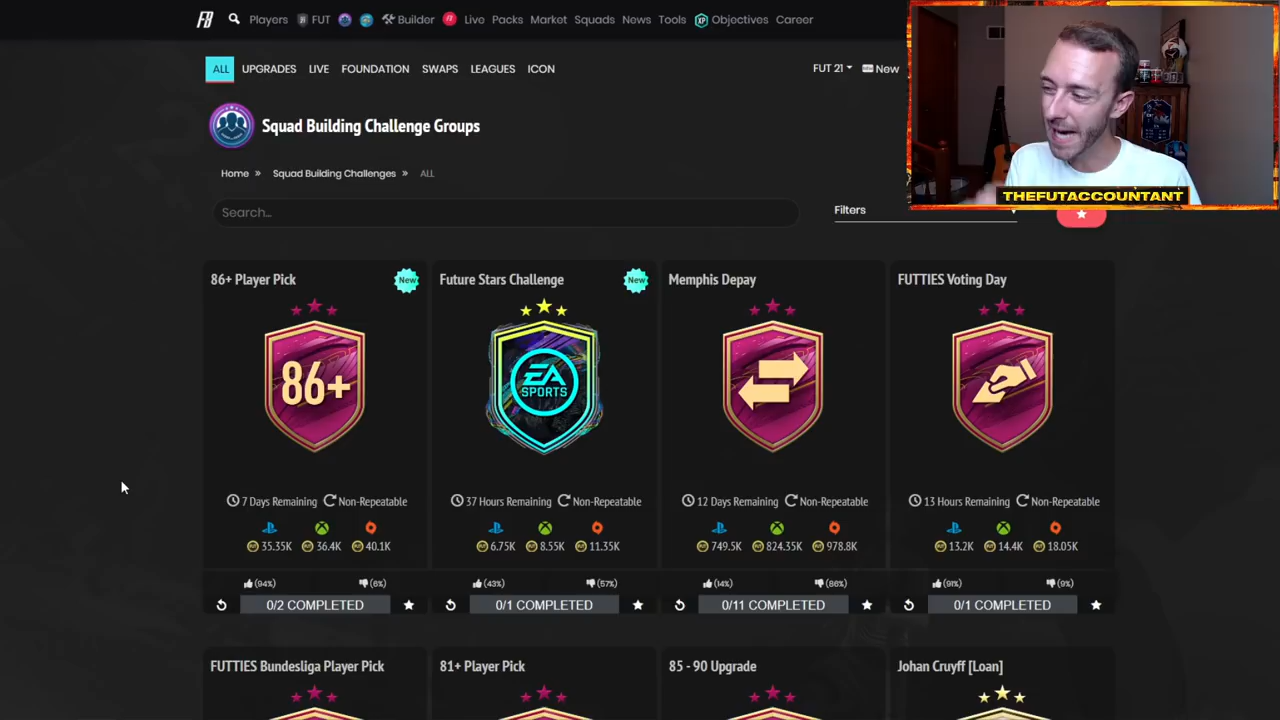 FB Players FUT Builder Live Packs Market Squads News Tools XP Objectives Career
ALL UPGRADES LIVE FOUNDATION SWAPS LEAGUES ICON FUT 21 New
Squad Building Challenge Groups
Home » Squad Building Challenges » ALL
Search... Filters
THEFUTACCOUNTANT
86+ Player Pick New Future Stars Challenge New Memphis Depay FUTTIES Voting Day
86+ EA SPORTS
7 Days Remaining Non-Repeatable 37 Hours Remaining Non-Repeatable 12 Days Remaining Non-Repeatable 13 Hours Remaining Non-Repeatable
35.35K 36.4K 40.1K 6.75K 8.55K 11.35K 749.5K 824.35K 978.8K 13.2K 14.4K 18.05K
(94%) (6%) (43%) (57%) (14%) (86%) (91%) (9%)
0/2 COMPLETED 0/1 COMPLETED 0/11 COMPLETED 0/1 COMPLETED
FUTTIES Bundesliga Player Pick 81+ Player Pick 85 - 90 Upgrade Johan Cruyff [Loan]